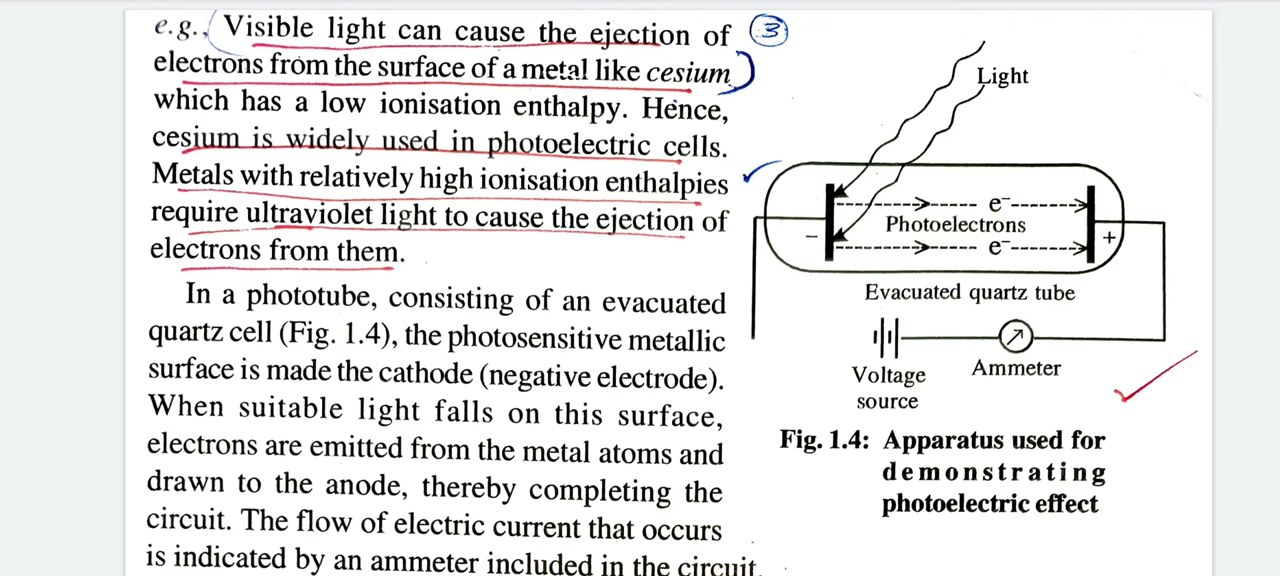 e.g., Visible light can cause the ejection of
electrons from the surface of a metal like cesium
which has a low ionisation enthalpy. Hence,
cesium is widely used in photoelectric cells.
Metals with relatively high ionisation enthalpies
require ultraviolet light to cause the ejection of
electrons from them.
In a phototube, consisting of an evacuated
quartz cell (Fig. 1.4), the photosensitive metallic
surface is made the cathode (negative electrode).
When suitable light falls on this surface,
electrons are emitted from the metal atoms and
drawn to the anode, thereby completing the
circuit. The flow of electric current that occurs
is indicated by an ammeter included in the circuit.
3
Light
e⁻
Photoelectrons
e⁻
−
+
Evacuated quartz tube
Voltage
source
Ammeter
Fig. 1.4: Apparatus used for
demonstrating
photoelectric effect